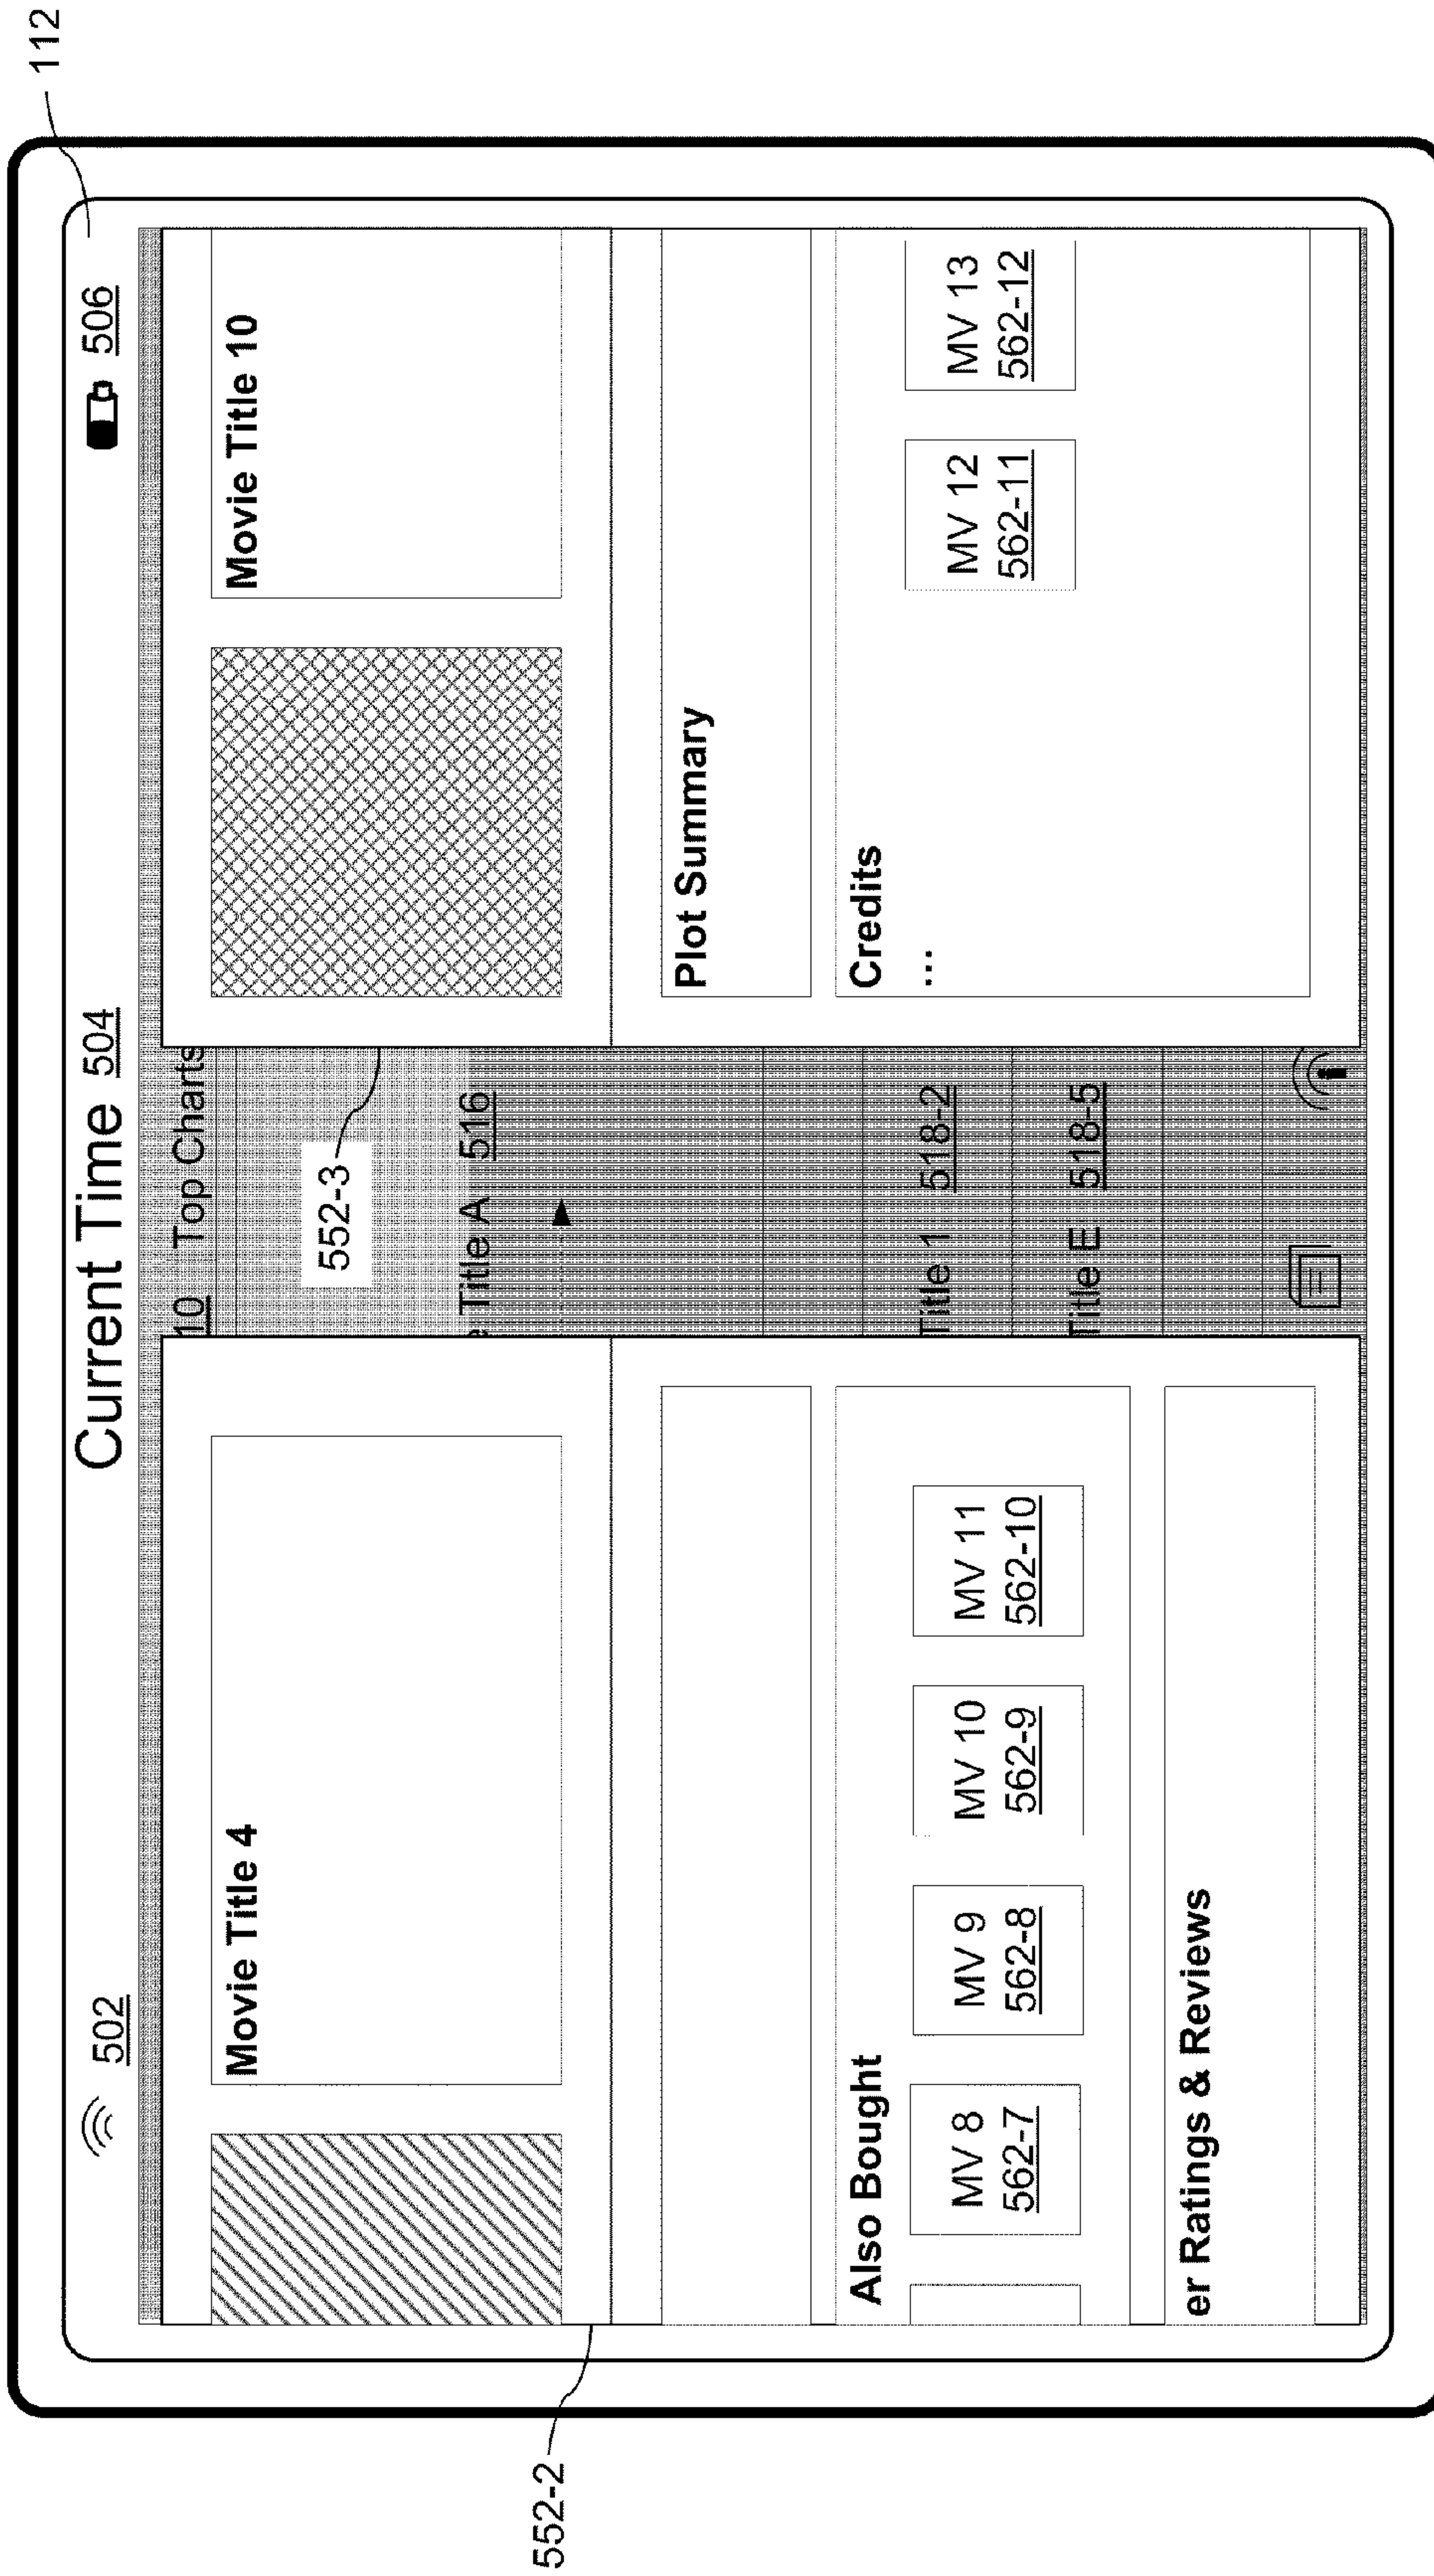 112
502
Current Time 504
506
10 Top Charts
552-3
Title A 516
Title 1 518-2
Title E 518-5
552-2
Movie Title 4
Also Bought
MV 8
562-7
MV 9
562-8
MV 10
562-9
MV 11
562-10
er Ratings & Reviews
Movie Title 10
Plot Summary
Credits
...
MV 12
562-11
MV 13
562-12